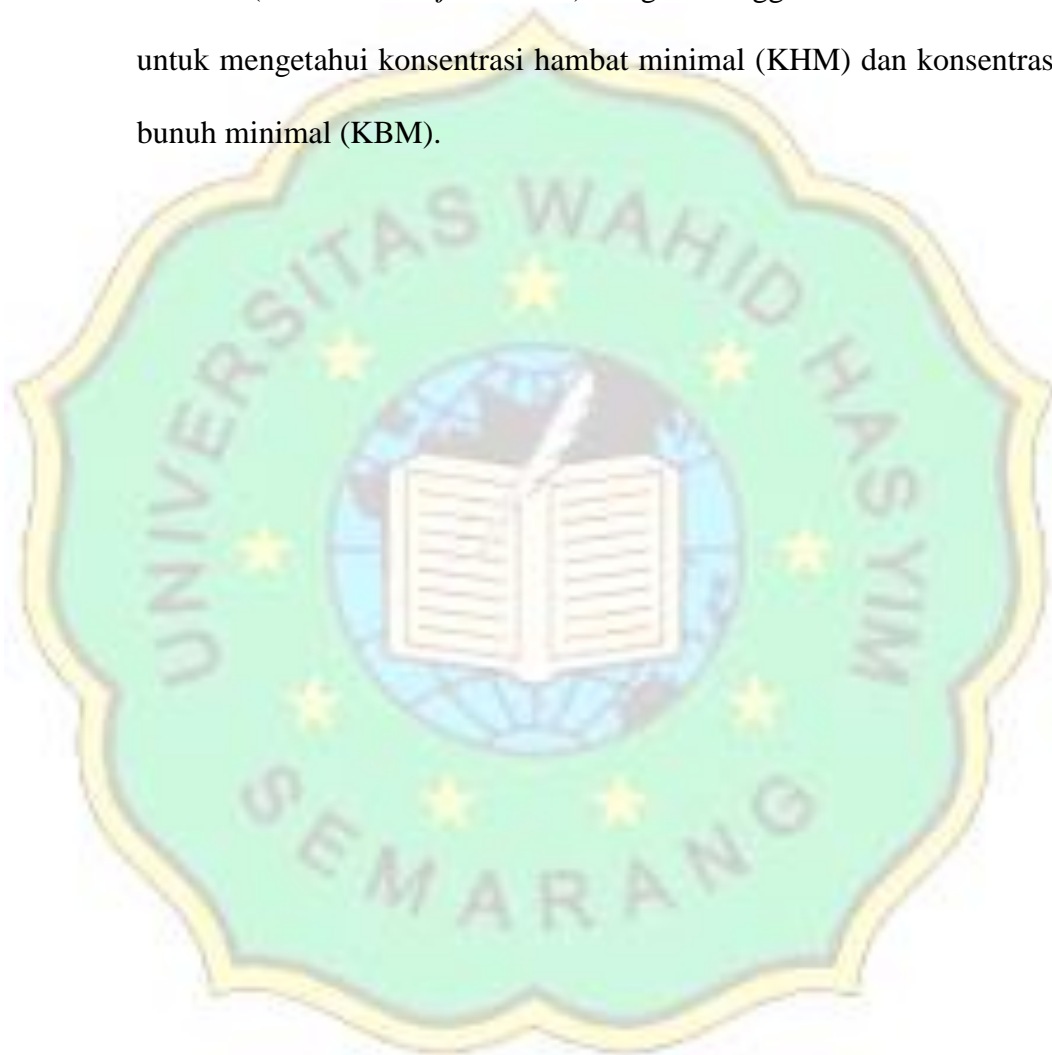 untuk mengetahui konsentrasi hambat minimal (KHM) dan konsentras
bunuh minimal (KBM).
UNIVERSITAS WAHID HASYIM
SEMARANG